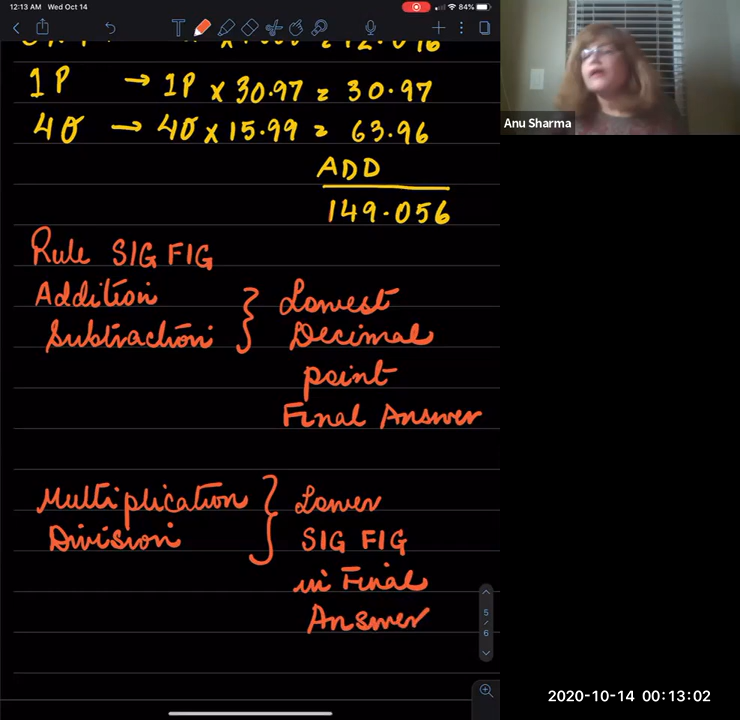 12:13 AM Wed Oct 14
84%
1P → 1P × 30.97 = 30.97
4O → 4O × 15.99 = 63.96
ADD
149.056
Rule SIG FIG
Addition
Subtraction
} Lowest
Decimal
point
Final Answer
Multiplication
Division
} Lower
SIG FIG
in Final
Answer
5
/
6
Anu Sharma
2020-10-14 00:13:02